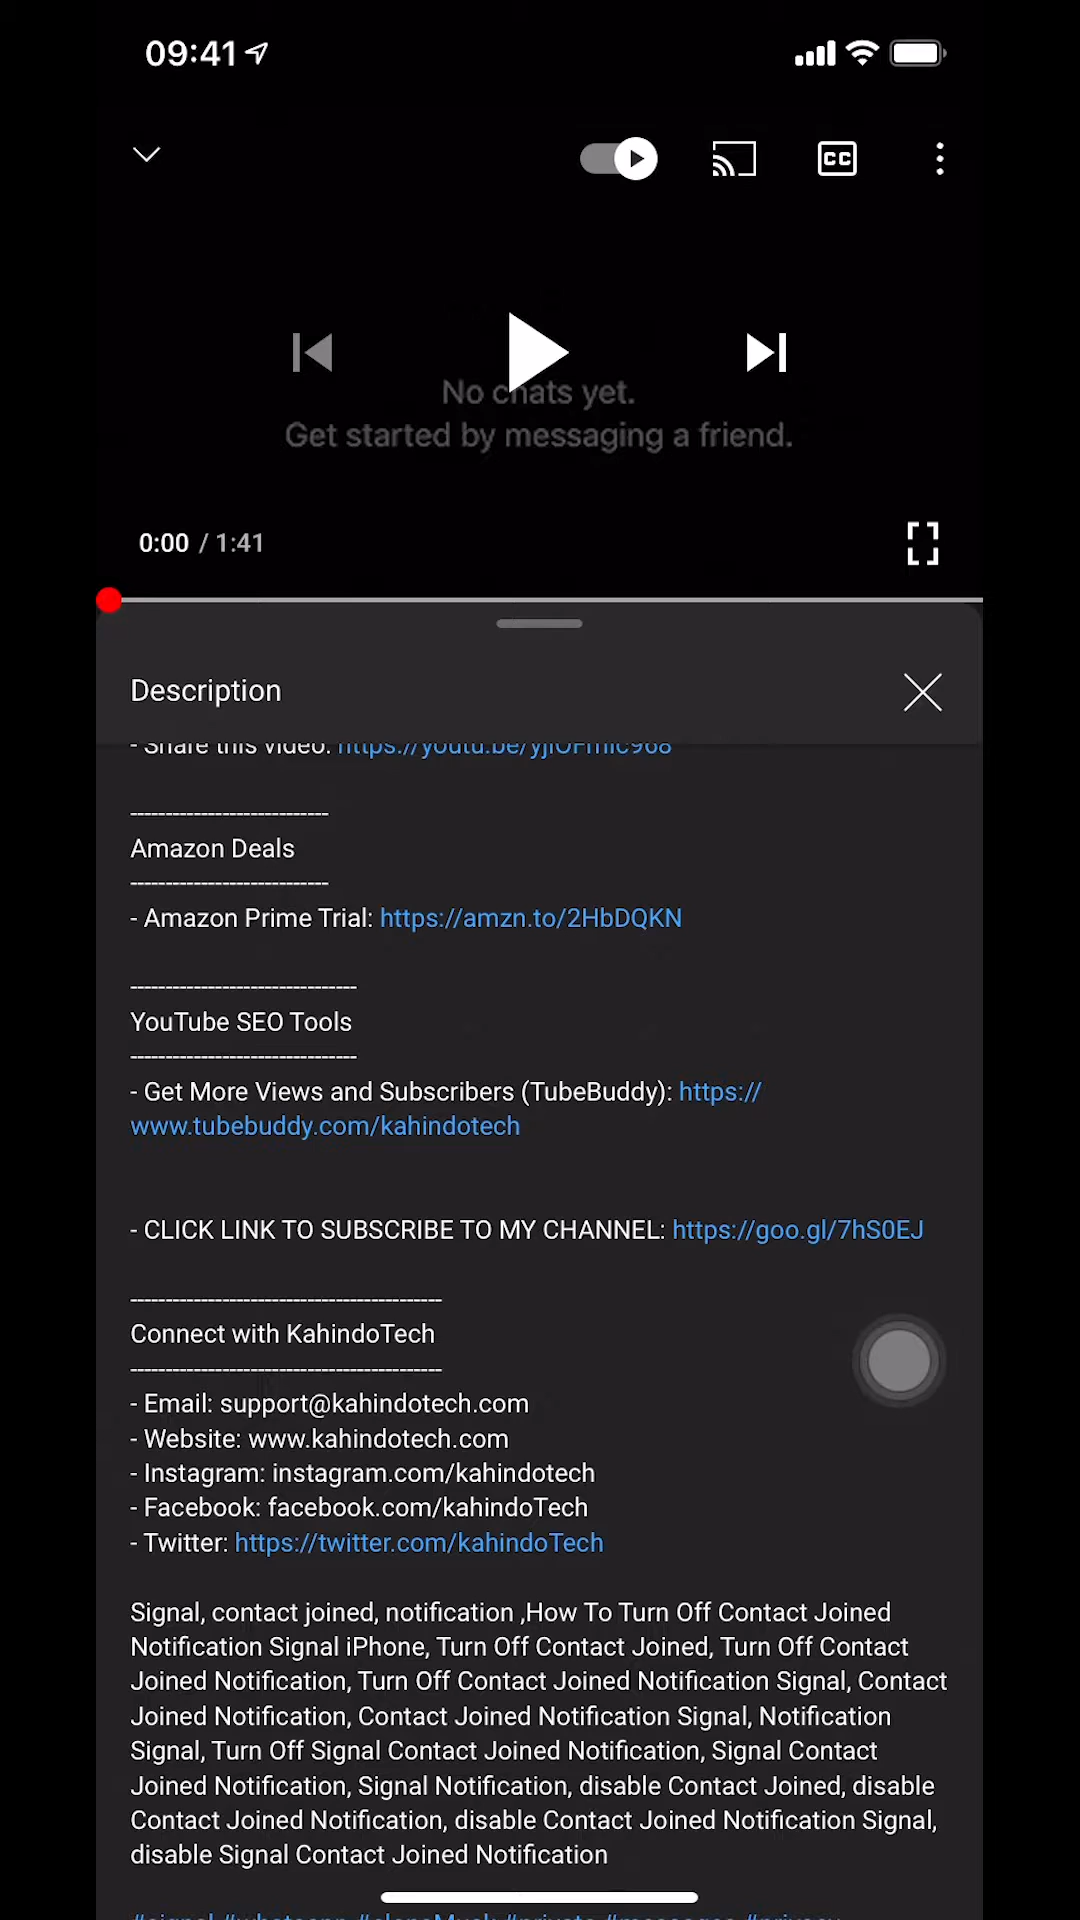 09:41
CC
No chats yet.
Get started by messaging a friend.
0:00 / 1:41
Description
- Share this video:
---------------------------
Amazon Deals
---------------------------
- Amazon Prime Trial: https://amzn.to/2HbDQKN
-------------------------------
YouTube SEO Tools
-------------------------------
- Get More Views and Subscribers (TubeBuddy): https://
www.tubebuddy.com/kahindotech
- CLICK LINK TO SUBSCRIBE TO MY CHANNEL: https://goo.gl/7hS0EJ
-------------------------------------------
Connect with KahindoTech
-------------------------------------------
- Email: support@kahindotech.com
- Website: www.kahindotech.com
- Instagram: instagram.com/kahindotech
- Facebook: facebook.com/kahindoTech
- Twitter: https://twitter.com/kahindoTech
Signal, contact joined, notification ,How To Turn Off Contact Joined
Notification Signal iPhone, Turn Off Contact Joined, Turn Off Contact
Joined Notification, Turn Off Contact Joined Notification Signal, Contact
Joined Notification, Contact Joined Notification Signal, Notification
Signal, Turn Off Signal Contact Joined Notification, Signal Contact
Joined Notification, Signal Notification, disable Contact Joined, disable
Contact Joined Notification, disable Contact Joined Notification Signal,
disable Signal Contact Joined Notification